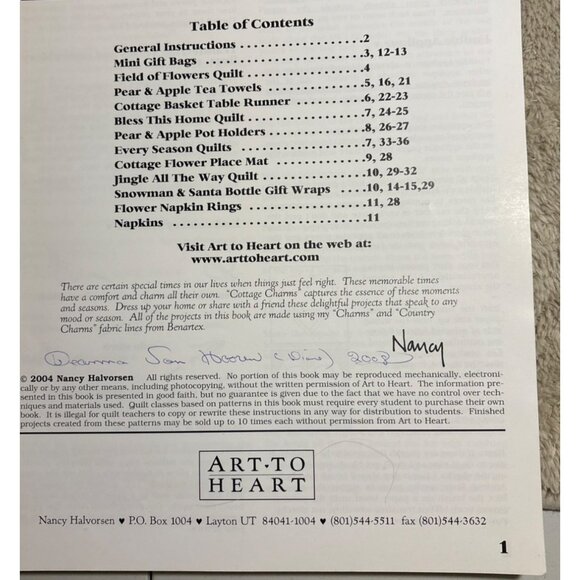 Table of Contents
General Instructions ........................2
Mini Gift Bags ........................3, 12-13
Field of Flowers Quilt ........................4
Pear & Apple Tea Towels ........................5, 16, 21
Cottage Basket Table Runner ........................6, 22-23
Bless This Home Quilt ........................7, 24-25
Pear & Apple Pot Holders ........................8, 26-27
Every Season Quilts ........................7, 33-36
Cottage Flower Place Mat ........................9, 28
Jingle All The Way Quilt ........................10, 29-32
Snowman & Santa Bottle Gift Wraps .....10, 14-15,29
Flower Napkin Rings ........................11, 28
Napkins ........................11
Visit Art to Heart on the web at:
www.arttoheart.com
There are certain special times in our lives when things just feel right. These memorable times
have a comfort and charm all their own. "Cottage Charms" captures the essence of these moments
and seasons. Dress up your home or share with a friend these delightful projects that speak to any
mood or season. All of the projects in this book are made using my "Charms" and "Country
Charms" fabric lines from Benartex.
Nancy
Deanna 2008
© 2004 Nancy Halvorsen All rights reserved. No portion of this book may be reproduced mechanically, electroni-
cally or by any other means, including photocopying, without the written permission of Art to Heart. The information pre-
sented in this book is presented in good faith, but no guarantee is given due to the fact that we have no control over tech-
niques and materials used. Quilt classes based on patterns in this book must require every student to purchase their own
book. It is illegal for quilt teachers to copy or rewrite these instructions in any way for distribution to students. Finished
projects created from these patterns may be sold up to 10 times each without permission from Art to Heart.
ART·TO
HEART
Nancy Halvorsen ♥ P.O. Box 1004 ♥ Layton UT 84041-1004 ♥ (801)544-5511 fax (801)544-3632
1